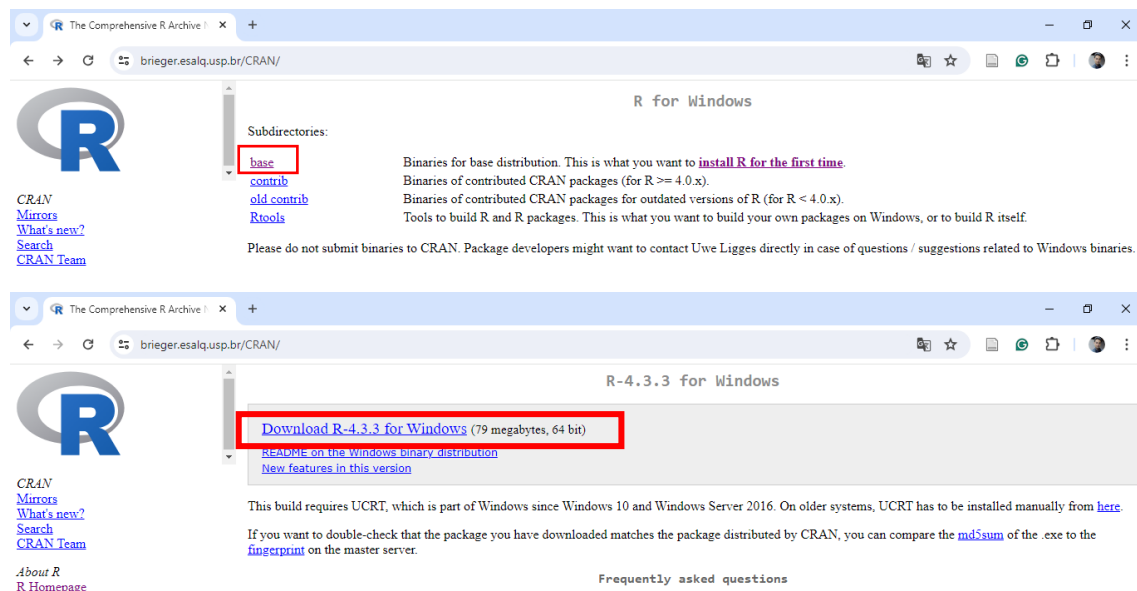 The Comprehensive R Archive N
brieger.esalq.usp.br/CRAN/
R
R for Windows
Subdirectories:
base Binaries for base distribution. This is what you want to install R for the first time.
contrib Binaries of contributed CRAN packages (for R >= 4.0.x).
old contrib Binaries of contributed CRAN packages for outdated versions of R (for R < 4.0.x).
Rtools Tools to build R and R packages. This is what you want to build your own packages on Windows, or to build R itself.
Please do not submit binaries to CRAN. Package developers might want to contact Uwe Ligges directly in case of questions / suggestions related to Windows binaries.
CRAN
Mirrors
What's new?
Search
CRAN Team
The Comprehensive R Archive N
brieger.esalq.usp.br/CRAN/
R
R-4.3.3 for Windows
Download R-4.3.3 for Windows (79 megabytes, 64 bit)
README on the Windows binary distribution
New features in this version
This build requires UCRT, which is part of Windows since Windows 10 and Windows Server 2016. On older systems, UCRT has to be installed manually from here.
If you want to double-check that the package you have downloaded matches the package distributed by CRAN, you can compare the md5sum of the .exe to the
fingerprint on the master server.
Frequently asked questions
CRAN
Mirrors
What's new?
Search
CRAN Team
About R
R Homepage